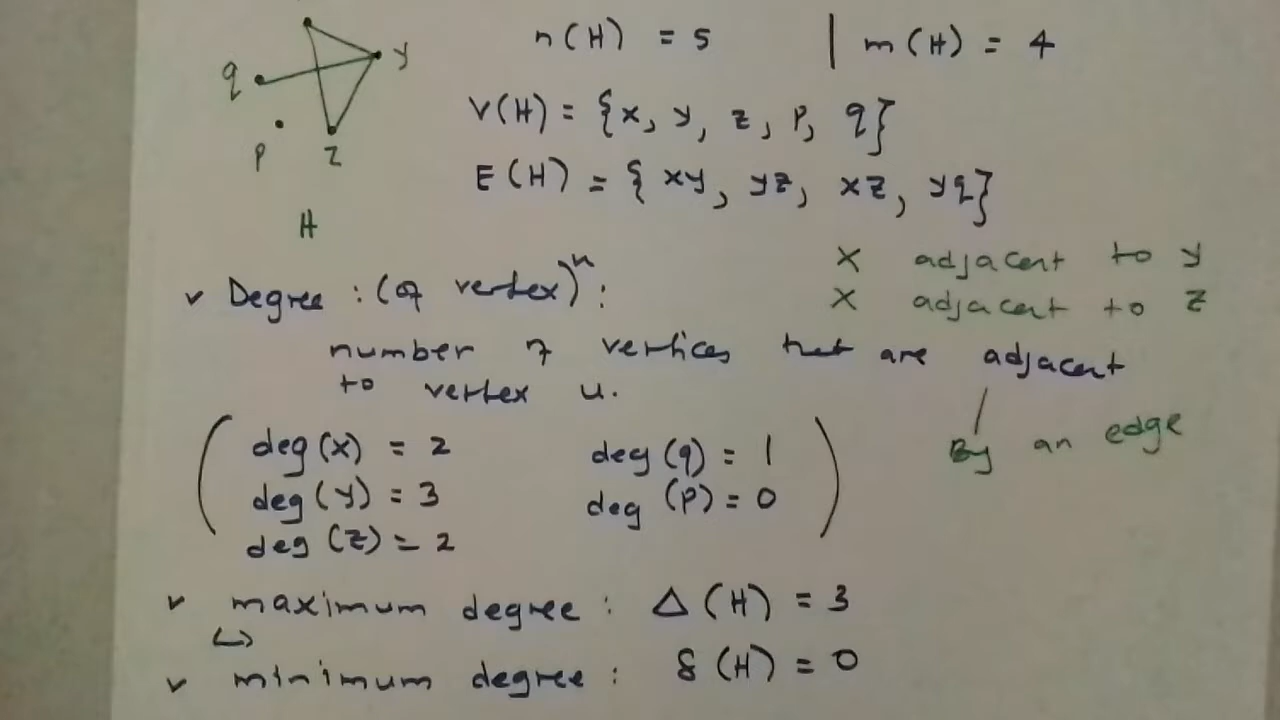 n(H) = 5 | m(H) = 4
y
q
V(H) = {x, y, z, p, q}
p z
E(H) = { xy, yz, xz, yq}
H
x adjacent to y
v Degree : (of vertex)ⁿ :
x adjacent to z
number of vertices that are adjacent
to vertex u.
By an edge
deg(x) = 2 deg(q) = 1
deg(y) = 3 deg(p) = 0
deg(z) = 2
v maximum degree : Δ(H) = 3
v minimum degree : δ(H) = 0